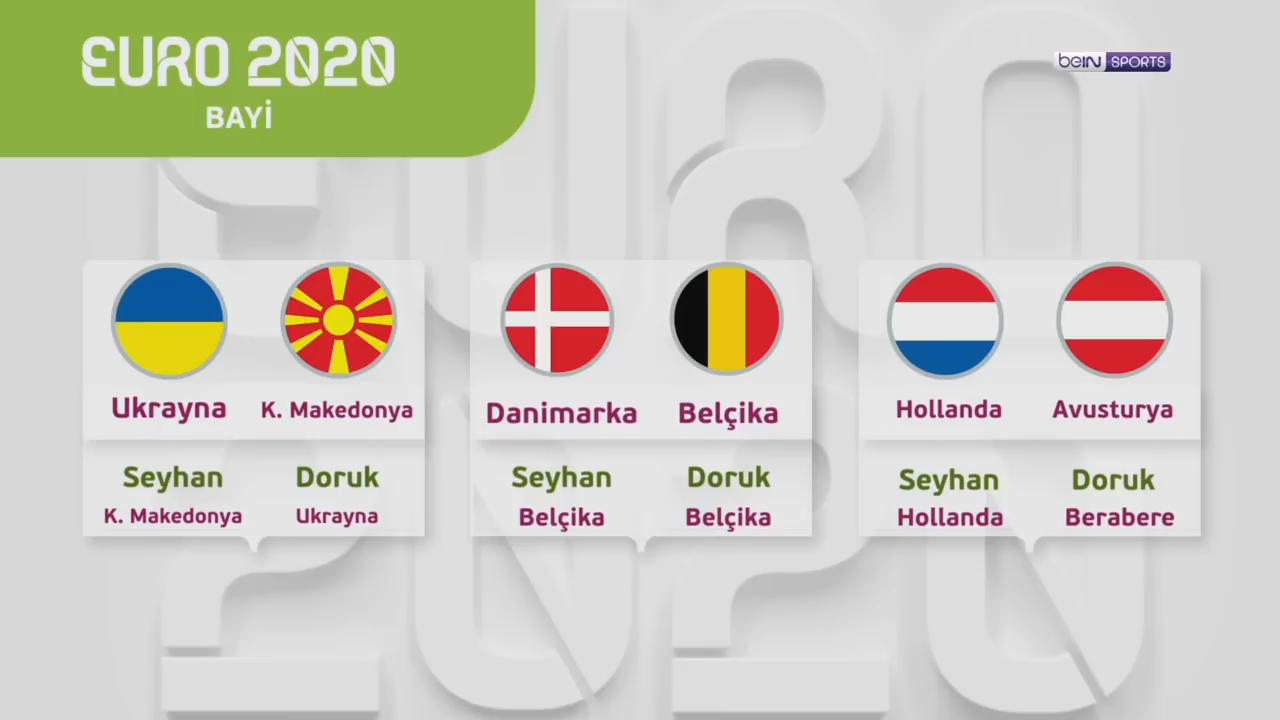 EURO 2020
BAYİ
beIN SPORTS
Ukrayna K. Makedonya
Seyhan Doruk
K. Makedonya Ukrayna
Danimarka Belçika
Seyhan Doruk
Belçika Belçika
Hollanda Avusturya
Seyhan Doruk
Hollanda Berabere